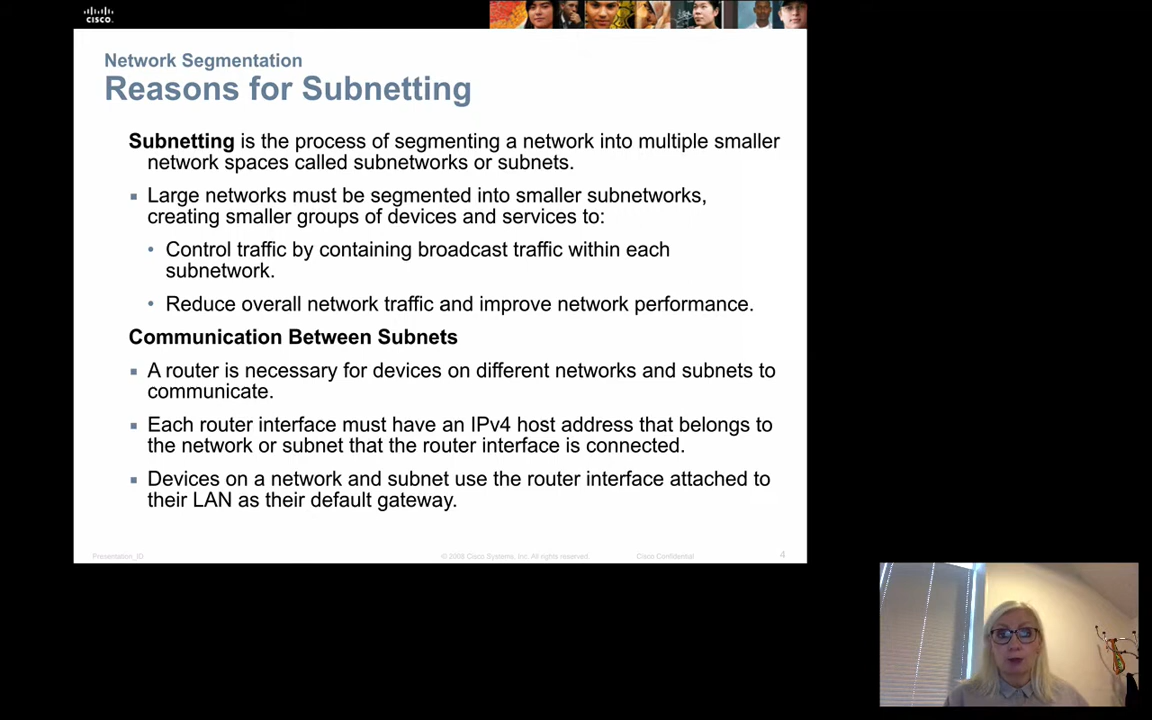 CISCO
Network Segmentation
Reasons for Subnetting
Subnetting is the process of segmenting a network into multiple smaller
network spaces called subnetworks or subnets.
▪ Large networks must be segmented into smaller subnetworks,
creating smaller groups of devices and services to:
• Control traffic by containing broadcast traffic within each
subnetwork.
• Reduce overall network traffic and improve network performance.
Communication Between Subnets
▪ A router is necessary for devices on different networks and subnets to
communicate.
▪ Each router interface must have an IPv4 host address that belongs to
the network or subnet that the router interface is connected.
▪ Devices on a network and subnet use the router interface attached to
their LAN as their default gateway.
Presentation_ID © 2008 Cisco Systems, Inc. All rights reserved. Cisco Confidential 4